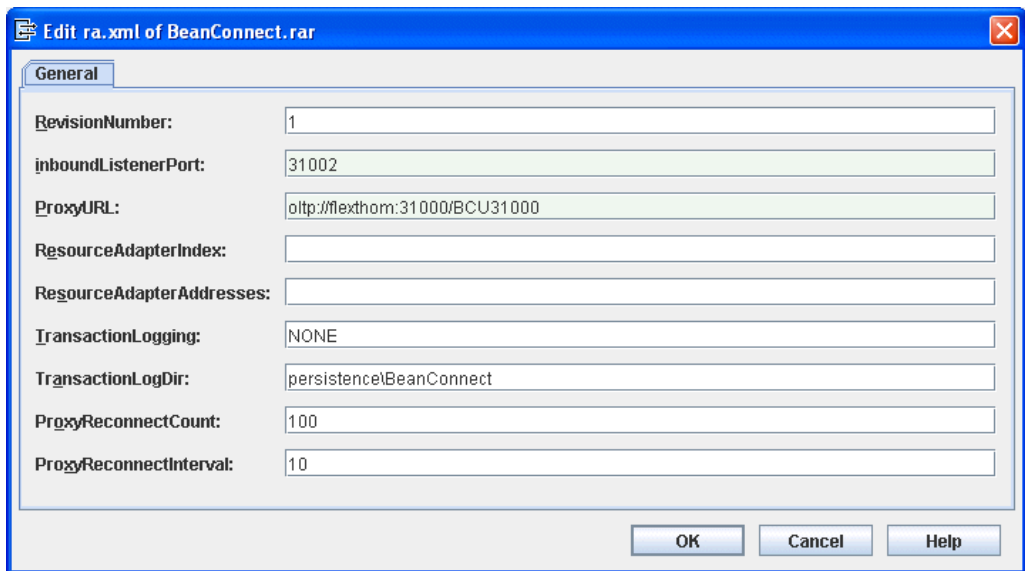 Edit ra.xml of BeanConnect.rar
General
RevisionNumber: 1
inboundListenerPort: 31002
ProxyURL: oltp://flexthom:31000/BCU31000
ResourceAdapterIndex:
ResourceAdapterAddresses:
TransactionLogging: NONE
TransactionLogDir: persistence\BeanConnect
ProxyReconnectCount: 100
ProxyReconnectInterval: 10
OK Cancel Help